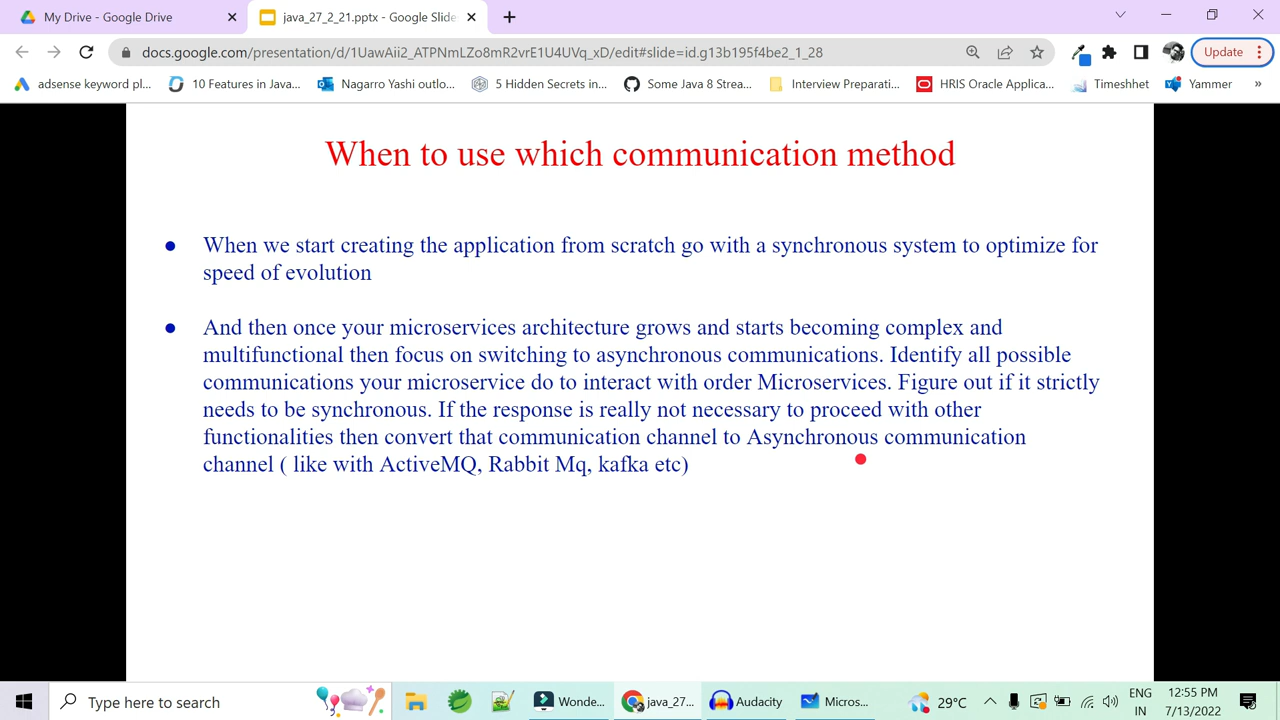 My Drive - Google Drive
java_27_2_21.pptx - Google Slides
docs.google.com/presentation/d/1UawAii2_ATPNmLZo8mR2vrE1U4UVq_xD/edit#slide=id.g13b195f4be2_1_28
Update
adsense keyword pl...
10 Features in Java...
Nagarro Yashi outlo...
5 Hidden Secrets in...
Some Java 8 Strea...
Interview Preparati...
HRIS Oracle Applica...
Timeshhet
Yammer
»
When to use which communication method
● When we start creating the application from scratch go with a synchronous system to optimize for
speed of evolution
● And then once your microservices architecture grows and starts becoming complex and
multifunctional then focus on switching to asynchronous communications. Identify all possible
communications your microservice do to interact with order Microservices. Figure out if it strictly
needs to be synchronous. If the response is really not necessary to proceed with other
functionalities then convert that communication channel to Asynchronous communication
channel ( like with ActiveMQ, Rabbit Mq, kafka etc)
Type here to search
Wonde...
java_27...
Audacity
Micros...
29°C
ENG
IN
12:55 PM
7/13/2022